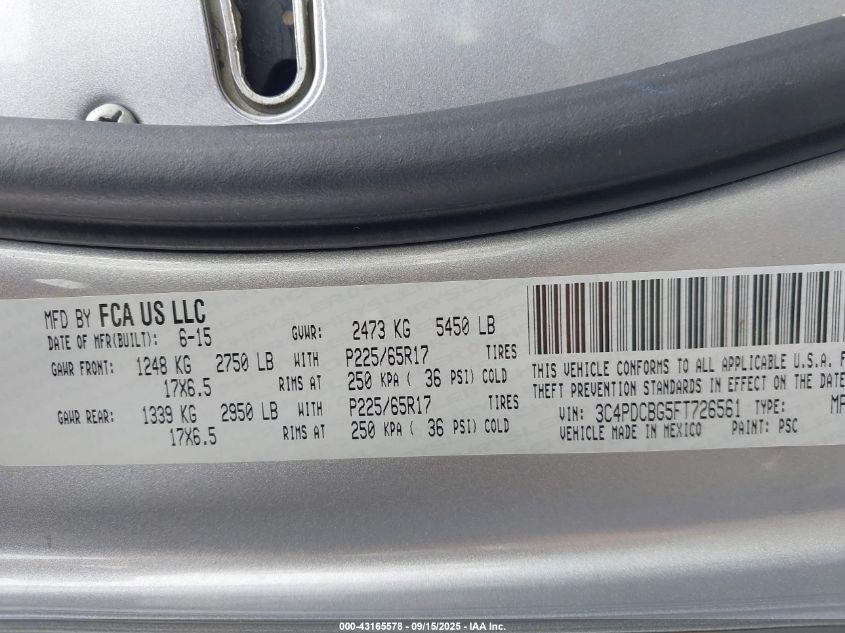 MFD BY FCA US LLC
DATE OF MFR(BUILT): 6-15 GVWR: 2473 KG 5450 LB
GAWR FRONT: 1248 KG 2750 LB WITH P225/65R17 TIRES
17X6.5 RIMS AT 250 KPA ( 36 PSI) COLD
GAWR REAR: 1339 KG 2950 LB WITH P225/65R17 TIRES
17X6.5 RIMS AT 250 KPA ( 36 PSI) COLD
THIS VEHICLE CONFORMS TO ALL APPLICABLE U.S.A. F
THEFT PREVENTION STANDARDS IN EFFECT ON THE DATE
VIN: 3C4PDCBG5FT726561 TYPE: MP
VEHICLE MADE IN MEXICO PAINT: PSC
000-43165578 - 09/15/2025 - IAA Inc.